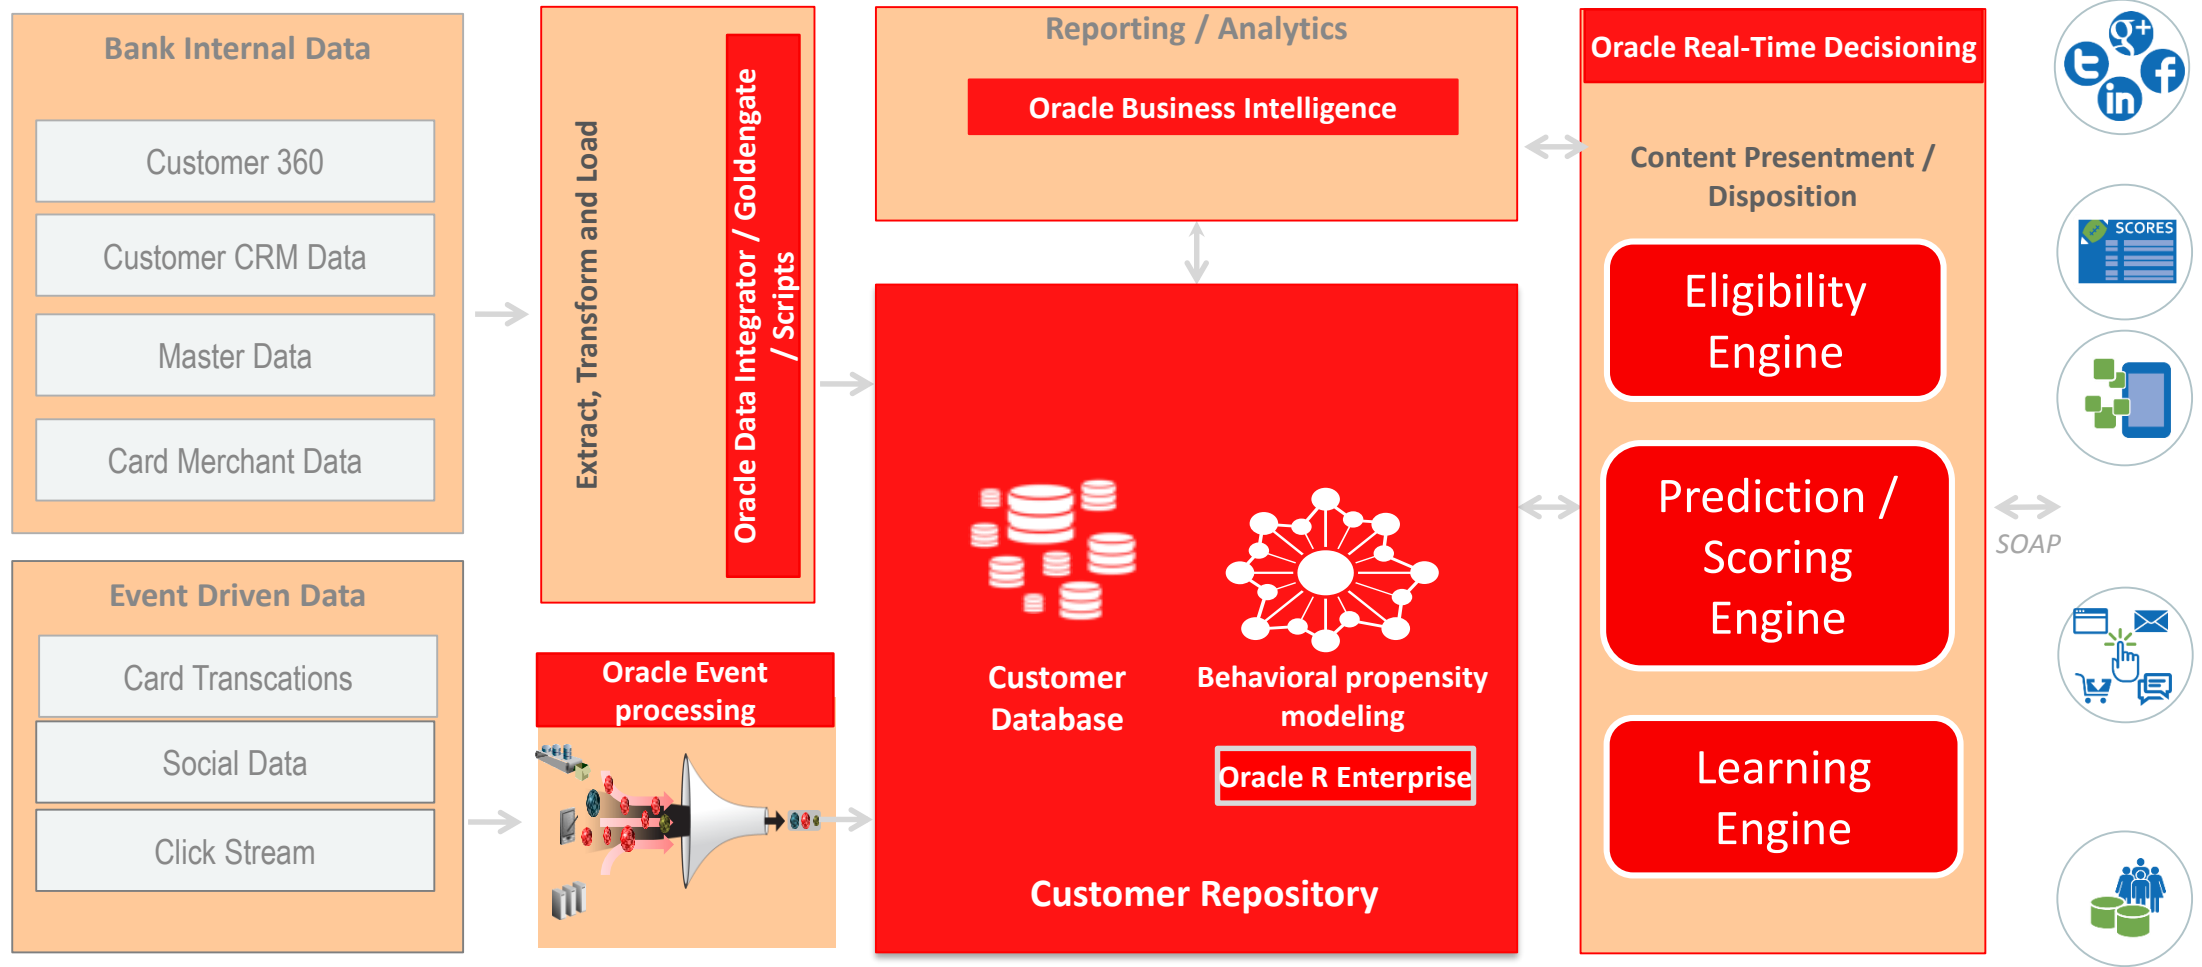 Bank Internal Data
Customer 360
Customer CRM Data
Master Data
Card Merchant Data
Event Driven Data
Card Transcations
Social Data
Click Stream
Extract, Transform and Load
Oracle Data Integrator / Goldengate
/ Scripts
Oracle Event
processing
Reporting / Analytics
Oracle Business Intelligence
Customer
Database
Behavioral propensity
modeling
Oracle R Enterprise
Customer Repository
Oracle Real-Time Decisioning
Content Presentment /
Disposition
Eligibility
Engine
Prediction /
Scoring
Engine
Learning
Engine
SOAP
g+
t
f
in
SCORES